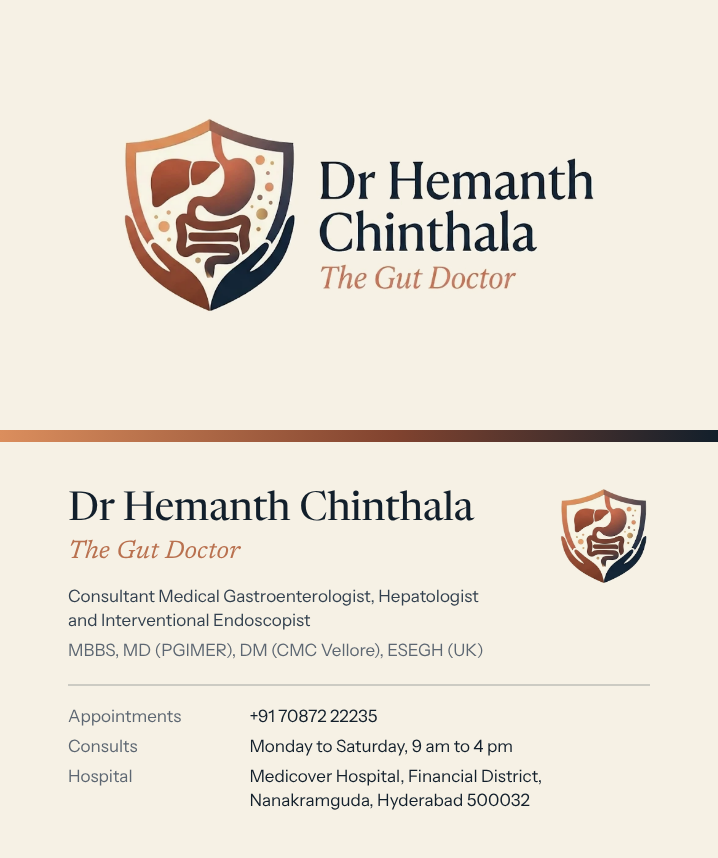 Dr Hemanth
Chinthala
The Gut Doctor
Dr Hemanth Chinthala
The Gut Doctor
Consultant Medical Gastroenterologist, Hepatologist
and Interventional Endoscopist
MBBS, MD (PGIMER), DM (CMC Vellore), ESEGH (UK)
Appointments +91 70872 22235
Consults Monday to Saturday, 9 am to 4 pm
Hospital Medicover Hospital, Financial District,
Nanakramguda, Hyderabad 500032